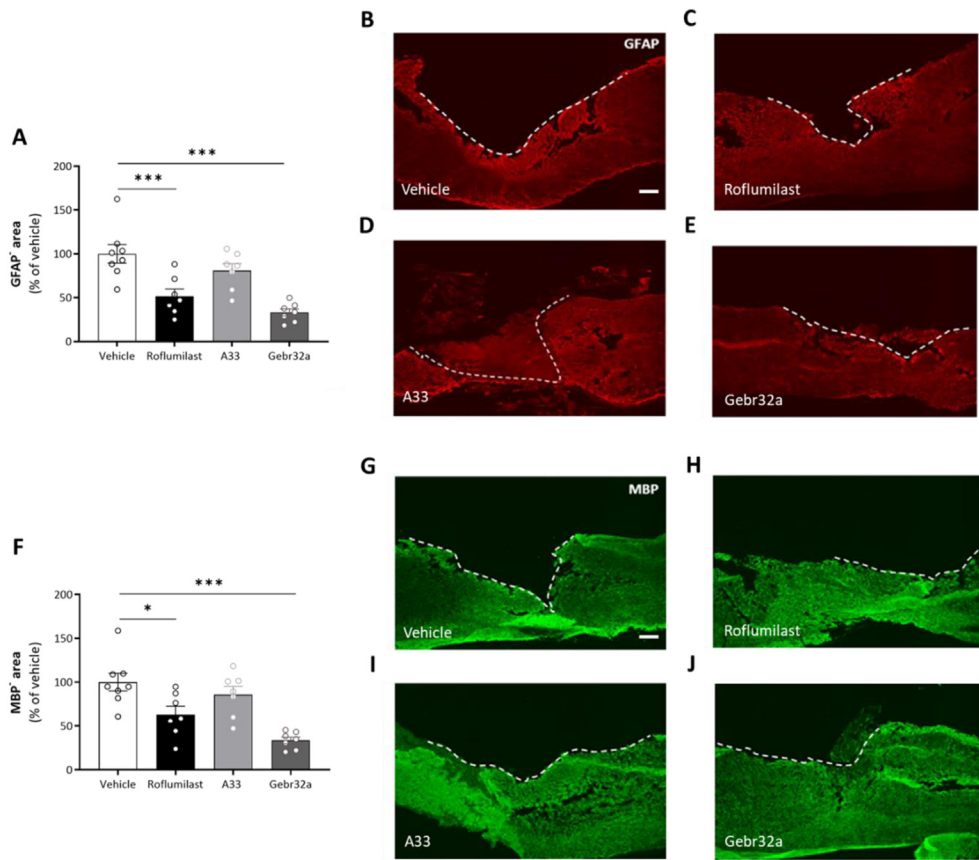 A
GFAP⁻ area
(% of vehicle)
200
150
100
50
0
***
***
Vehicle
Roflumilast
A33
Gebr32a
B
GFAP
Vehicle
C
Roflumilast
D
A33
E
Gebr32a
F
MBP⁻ area
(% of vehicle)
200
150
100
50
0
***
*
Vehicle
Roflumilast
A33
Gebr32a
G
MBP
Vehicle
H
Roflumilast
I
A33
J
Gebr32a